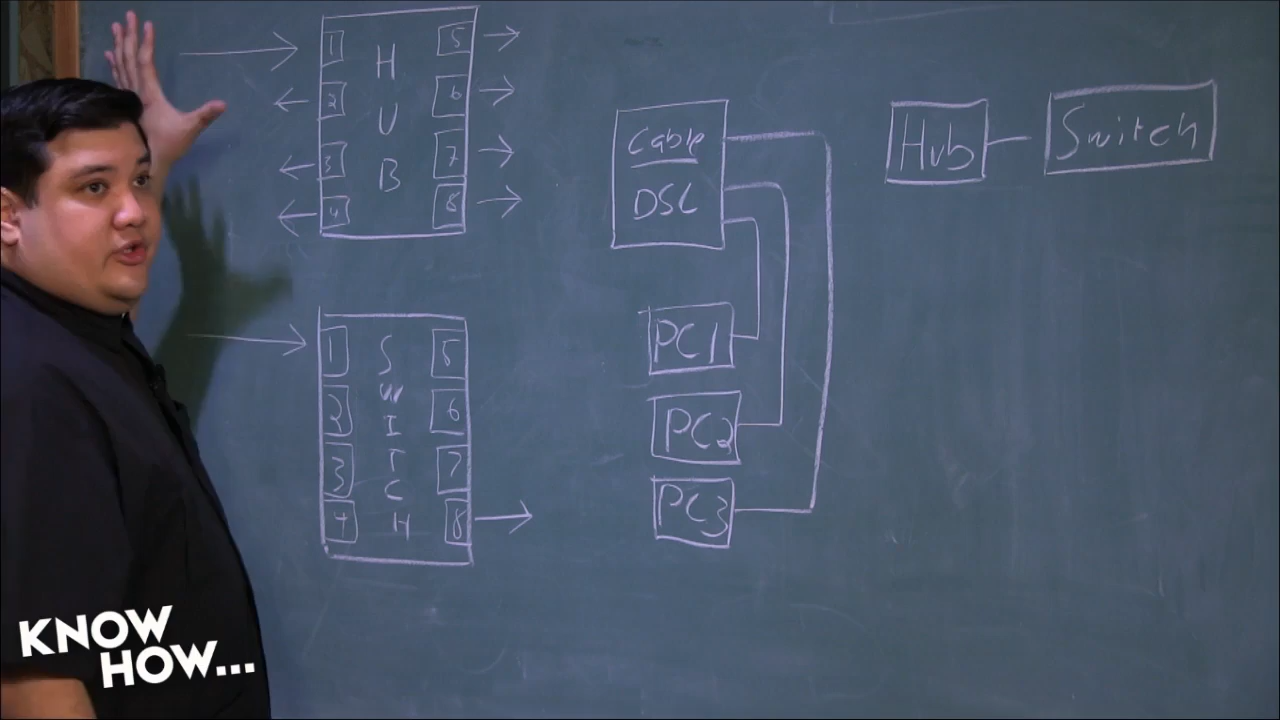 1 H 5
2 U 6
3 B 7
4 8
1 S 5
2 W 6
I
3 T 7
C
4 H 8
Cable
DSL
PC1
PC2
PC3
Hub Switch
KNOW
HOW...